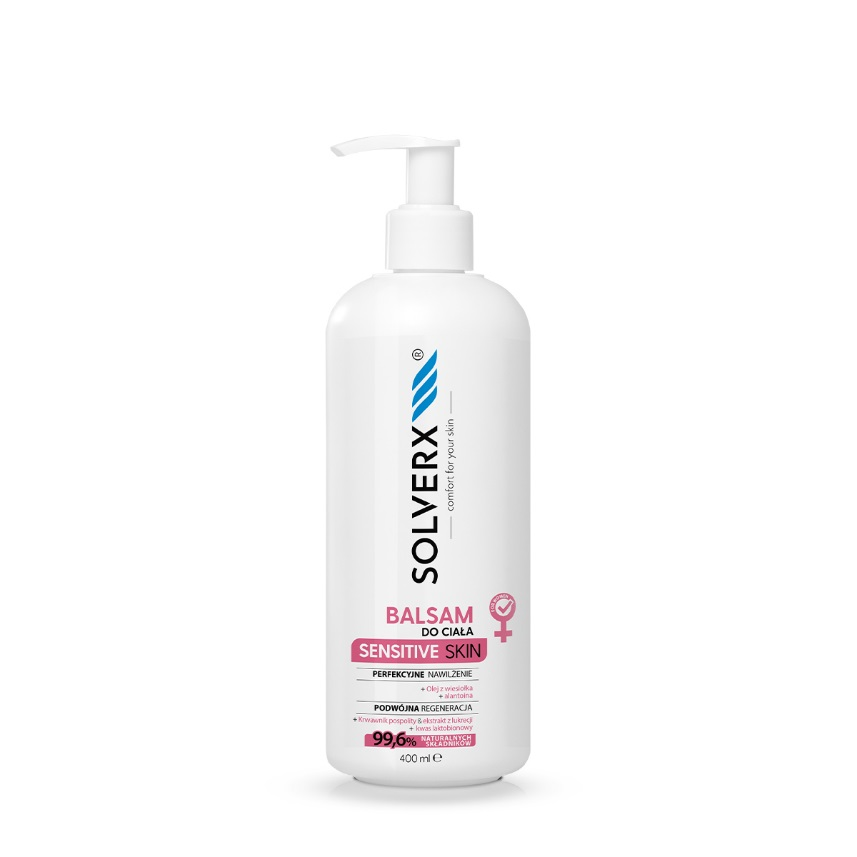 SOLVERX®
comfort for your skin
BALSAM
DO CIAŁA
SENSITIVE SKIN
PERFEKCYJNE NAWILŻENIE
+ Olej z wiesiołka
+ alantoina
PODWÓJNA REGENERACJA
+ Krwawnik pospolity & ekstrakt z lukrecji
+ kwas laktobionowy
99,6% NATURALNYCH
SKŁADNIKÓW
400 ml ℮